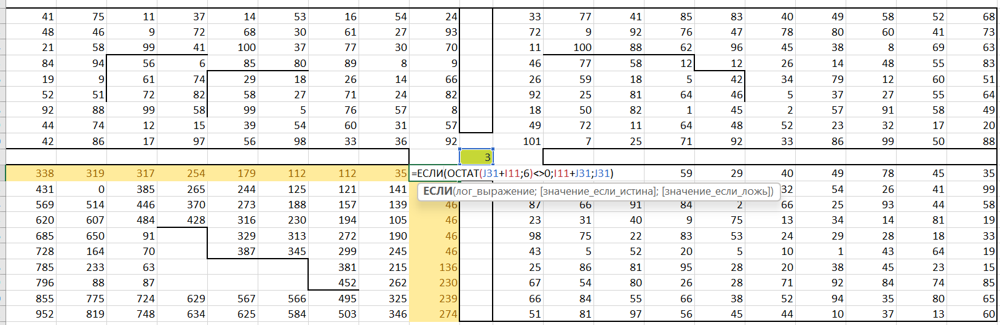 41 75 11 37 14 53 16 54 24 33 77 41 85 83 40 49 58 52 68
48 46 9 72 68 30 61 27 93 72 9 92 76 47 78 80 60 41 73
21 58 99 41 100 37 77 30 70 11 100 88 62 96 45 38 8 69 63
84 94 56 6 85 80 89 8 9 46 77 58 12 12 26 14 48 55 83
19 9 61 74 29 18 26 14 66 26 59 18 5 42 34 79 12 60 51
52 51 72 82 58 27 71 24 82 92 25 81 64 46 5 37 27 55 64
92 88 99 58 99 5 76 57 8 18 50 82 1 45 2 57 91 58 49
44 74 12 15 39 54 60 31 57 49 72 11 64 48 52 23 32 17 20
42 86 17 97 56 98 33 36 92 101 7 25 71 92 33 86 99 50 88
3
338 319 317 254 179 112 112 35 =ЕСЛИ(ОСТАТ(J31+I11;6)<>0;I11+J31;J31) 59 29 40 49 78 45 35
431 0 385 265 244 125 121 141 32 54 26 41 99
ЕСЛИ(лог_выражение; [значение_если_истина]; [значение_если_ложь])
569 514 446 370 273 188 157 139 46 87 66 91 84 2 66 25 93 44 58
620 607 484 428 316 230 194 105 46 23 31 40 9 75 13 34 14 81 19
685 650 91 329 313 272 190 46 98 75 22 83 53 24 29 28 18 33
728 164 70 387 345 299 245 46 43 5 52 20 5 10 1 43 64 19
785 233 63 381 215 136 25 86 81 95 28 20 38 45 23 15
796 88 87 452 262 230 67 54 80 26 28 71 92 84 74 85
855 775 724 629 567 566 495 325 239 66 84 55 66 38 52 94 35 80 65
952 819 748 634 625 584 503 346 274 51 81 97 56 45 44 10 37 13 60